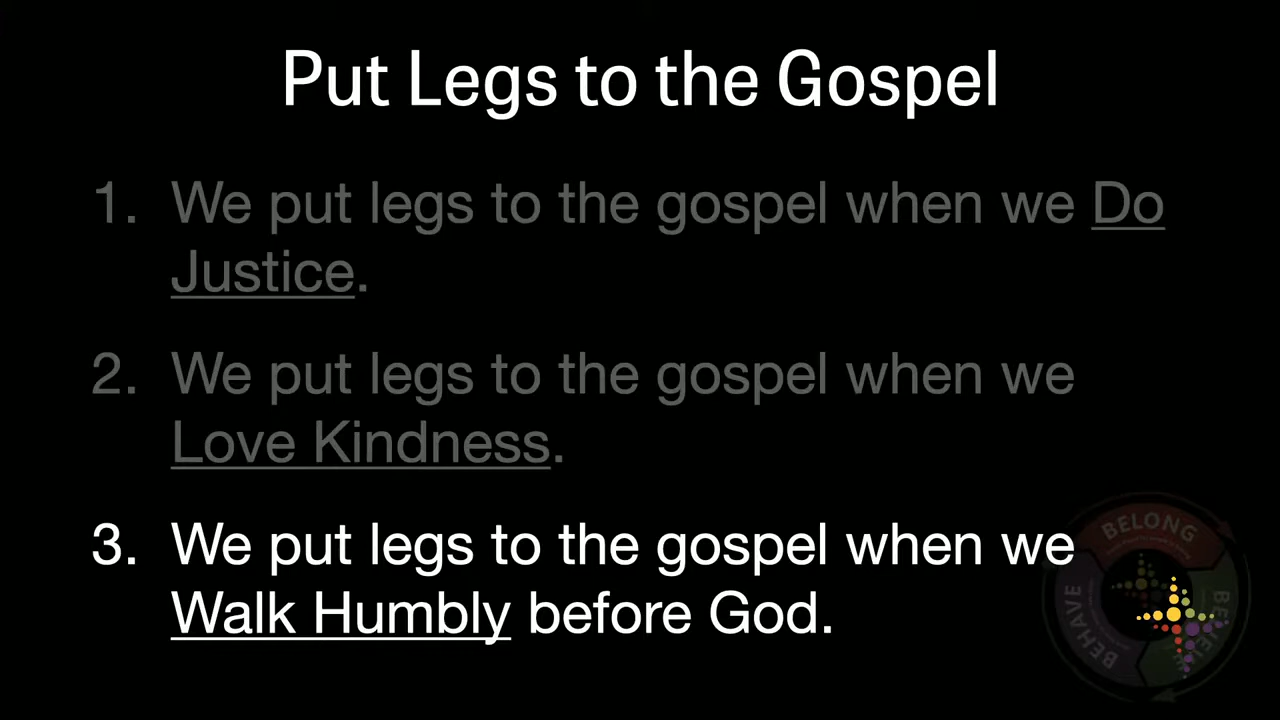 Put Legs to the Gospel
1. We put legs to the gospel when we Do
Justice.
2. We put legs to the gospel when we
Love Kindness.
3. We put legs to the gospel when we
Walk Humbly before God.
BELONG
BEHAVE